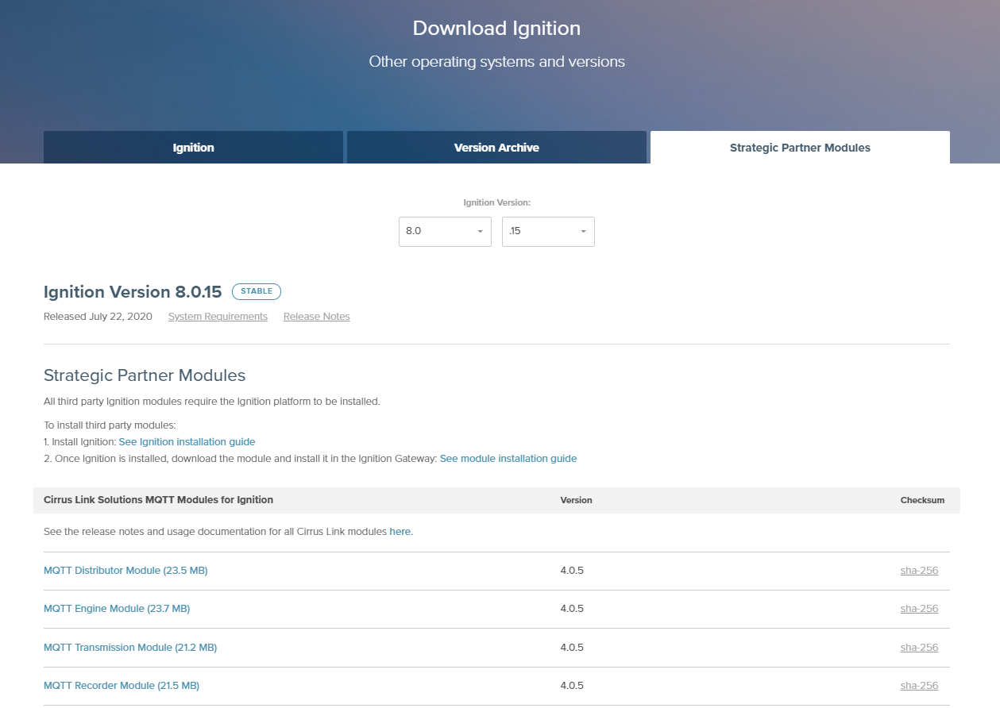 Download Ignition
Other operating systems and versions
Ignition
Version Archive
Strategic Partner Modules
Ignition Version:
8.0
.15
Ignition Version 8.0.15 STABLE
Released July 22, 2020 System Requirements Release Notes
Strategic Partner Modules
All third party Ignition modules require the Ignition platform to be installed.
To install third party modules:
1. Install Ignition: See Ignition installation guide
2. Once Ignition is installed, download the module and install it in the Ignition Gateway: See module installation guide
Cirrus Link Solutions MQTT Modules for Ignition Version Checksum
See the release notes and usage documentation for all Cirrus Link modules here.
MQTT Distributor Module (23.5 MB) 4.0.5 sha-256
MQTT Engine Module (23.7 MB) 4.0.5 sha-256
MQTT Transmission Module (21.2 MB) 4.0.5 sha-256
MQTT Recorder Module (21.5 MB) 4.0.5 sha-256